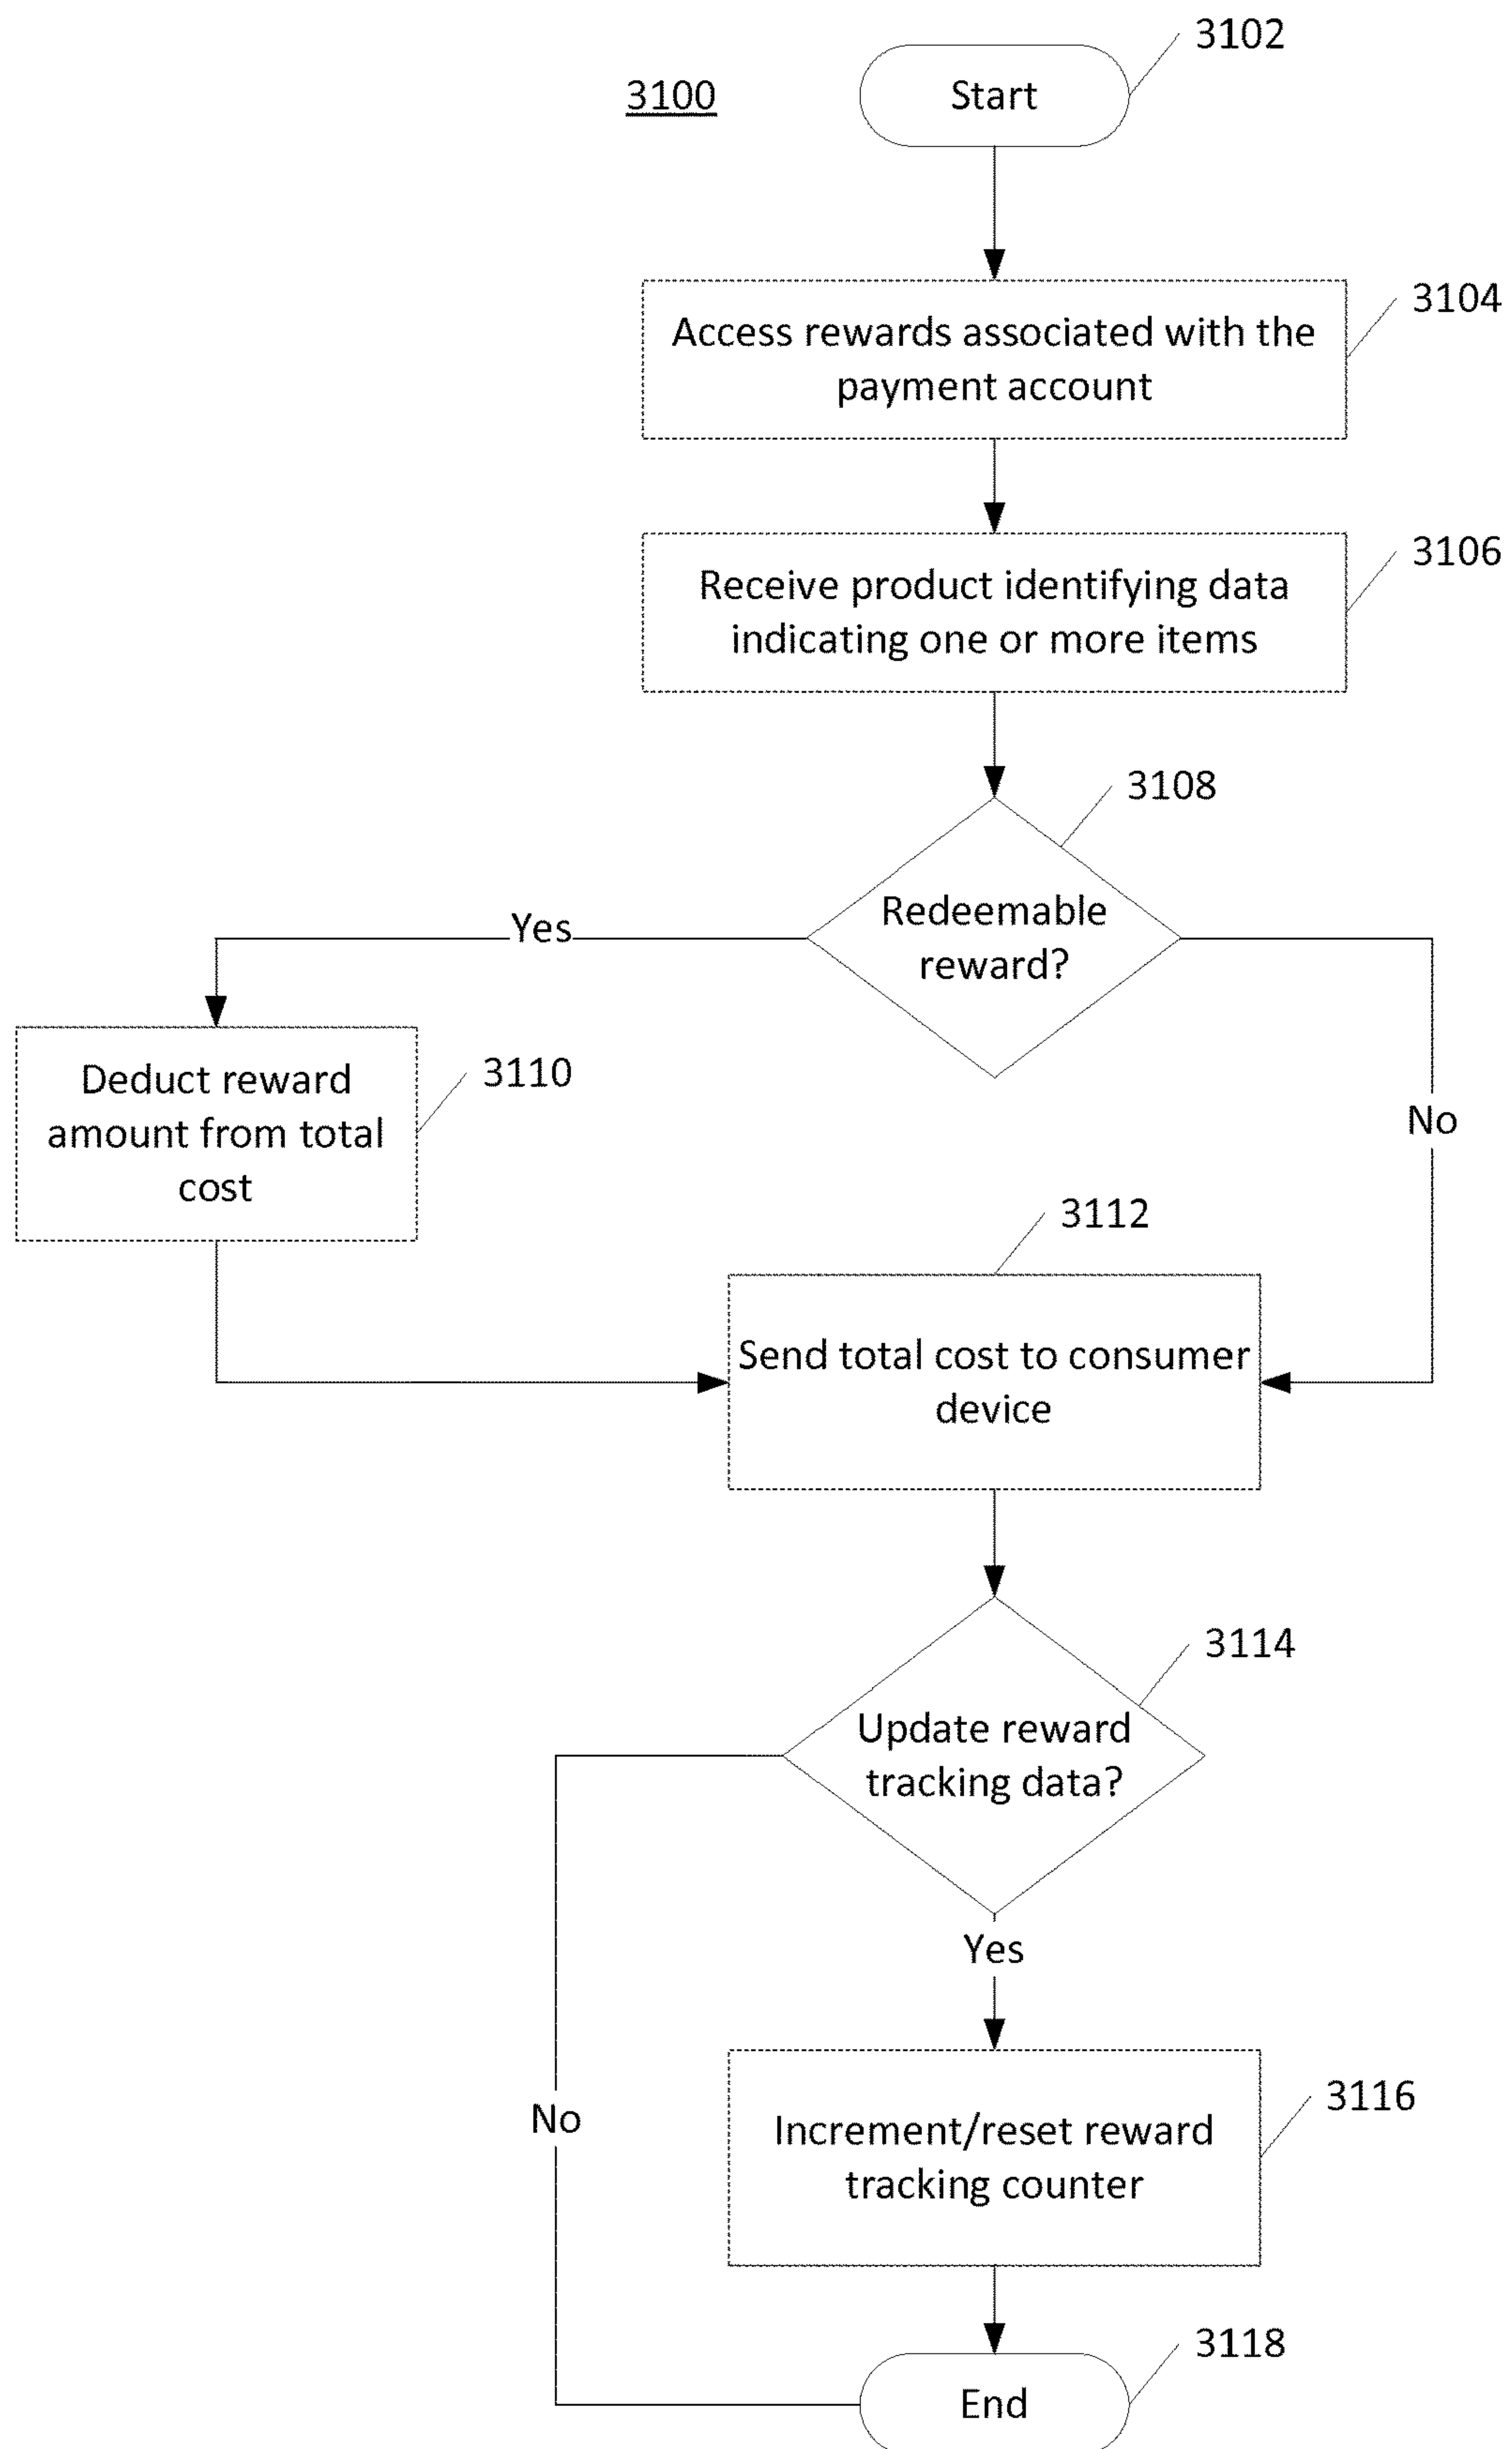 3102
3100
Start
3104
Access rewards associated with the
payment account
3106
Receive product identifying data
indicating one or more items
3108
Redeemable
reward?
Yes
No
3110
Deduct reward
amount from total
cost
3112
Send total cost to consumer
device
3114
Update reward
tracking data?
Yes
No
3116
Increment/reset reward
tracking counter
3118
End